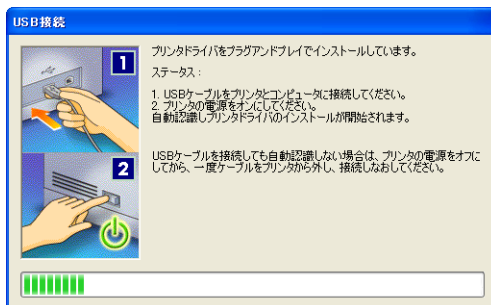 USB接続
1
プリンタドライバをプラグアンドプレイでインストールしています。
ステータス：
1. USBケーブルをプリンタとコンピュータに接続してください。
2. プリンタの電源をオンにしてください。
自動認識しプリンタドライバのインストールが開始されます。
2
USBケーブルを接続しても自動認識しない場合は、プリンタの電源をオフに
してから、一度ケーブルをプリンタから外し、接続しなおしてください。